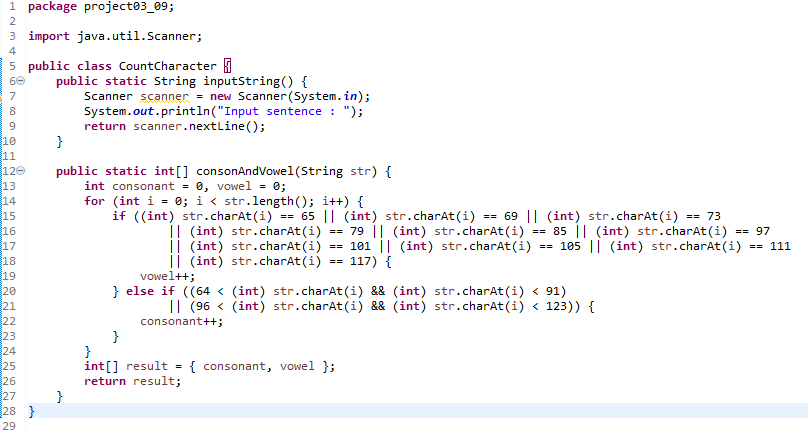 1 package project03_09;
2
3 import java.util.Scanner;
4
5 public class CountCharacter {
6 public static String inputString() {
7 Scanner scanner = new Scanner(System.in);
8 System.out.println("Input sentence : ");
9 return scanner.nextLine();
10 }
11
12 public static int[] consonAndVowel(String str) {
13 int consonant = 0, vowel = 0;
14 for (int i = 0; i < str.length(); i++) {
15 if ((int) str.charAt(i) == 65 || (int) str.charAt(i) == 69 || (int) str.charAt(i) == 73
16 || (int) str.charAt(i) == 79 || (int) str.charAt(i) == 85 || (int) str.charAt(i) == 97
17 || (int) str.charAt(i) == 101 || (int) str.charAt(i) == 105 || (int) str.charAt(i) == 111
18 || (int) str.charAt(i) == 117) {
19 vowel++;
20 } else if ((64 < (int) str.charAt(i) && (int) str.charAt(i) < 91)
21 || (96 < (int) str.charAt(i) && (int) str.charAt(i) < 123)) {
22 consonant++;
23 }
24 }
25 int[] result = { consonant, vowel };
26 return result;
27 }
28 }
29